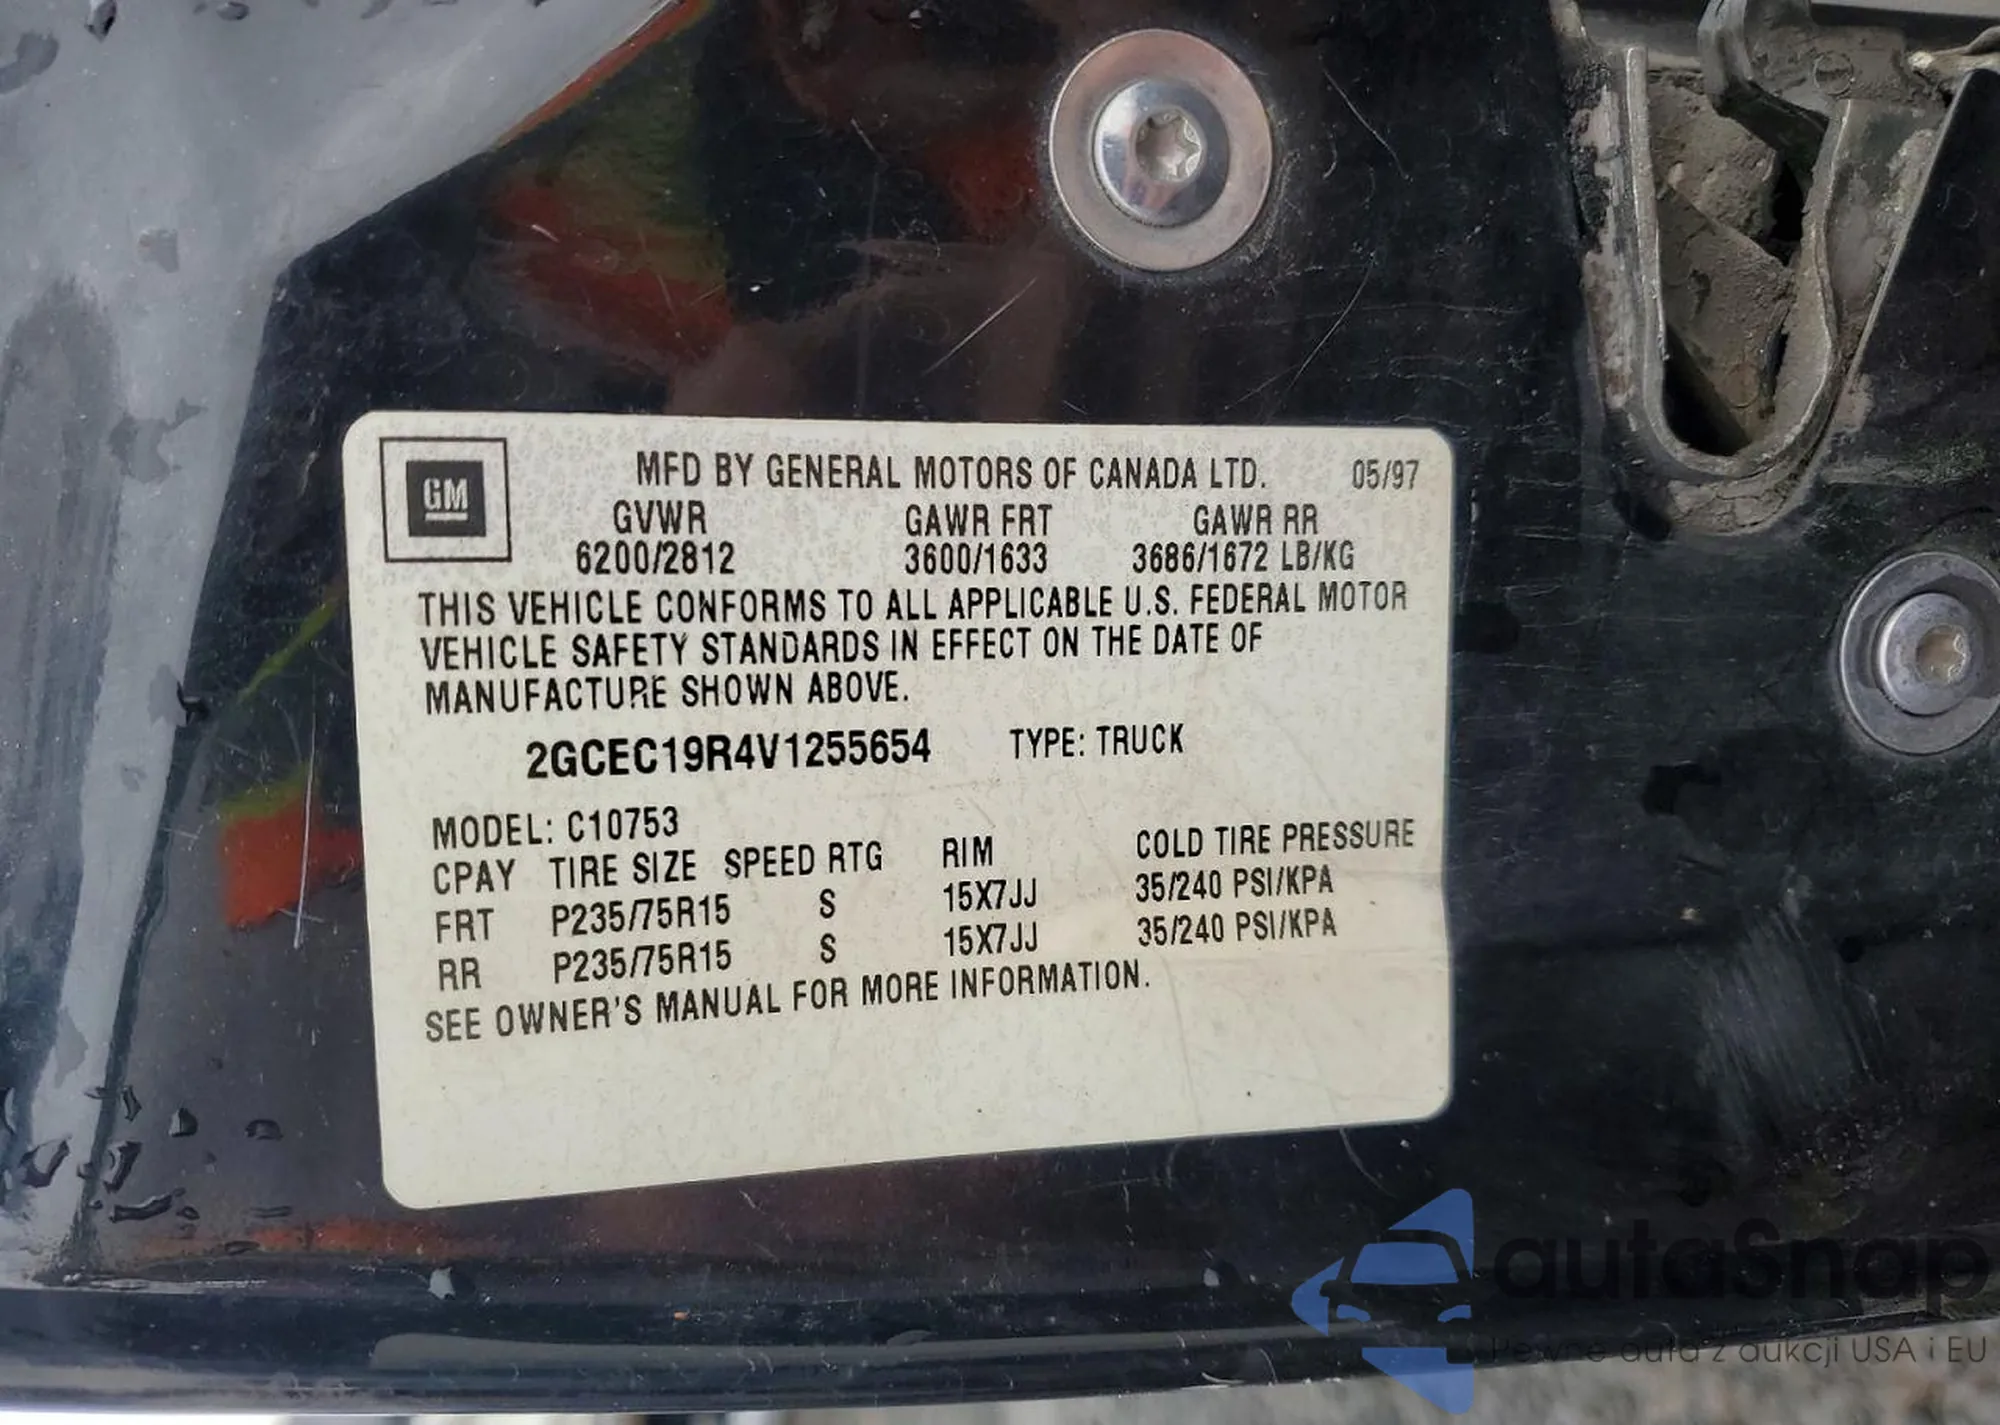 GM
MFD BY GENERAL MOTORS OF CANADA LTD. 05/97
GVWR GAWR FRT GAWR RR
6200/2812 3600/1633 3686/1672 LB/KG
THIS VEHICLE CONFORMS TO ALL APPLICABLE U.S. FEDERAL MOTOR
VEHICLE SAFETY STANDARDS IN EFFECT ON THE DATE OF
MANUFACTURE SHOWN ABOVE.
2GCEC19R4V1255654 TYPE: TRUCK
MODEL: C10753
CPAY TIRE SIZE SPEED RTG RIM COLD TIRE PRESSURE
FRT P235/75R15 S 15X7JJ 35/240 PSI/KPA
RR P235/75R15 S 15X7JJ 35/240 PSI/KPA
SEE OWNER'S MANUAL FOR MORE INFORMATION.
autaSnap
Pewne auta z aukcji USA i EU